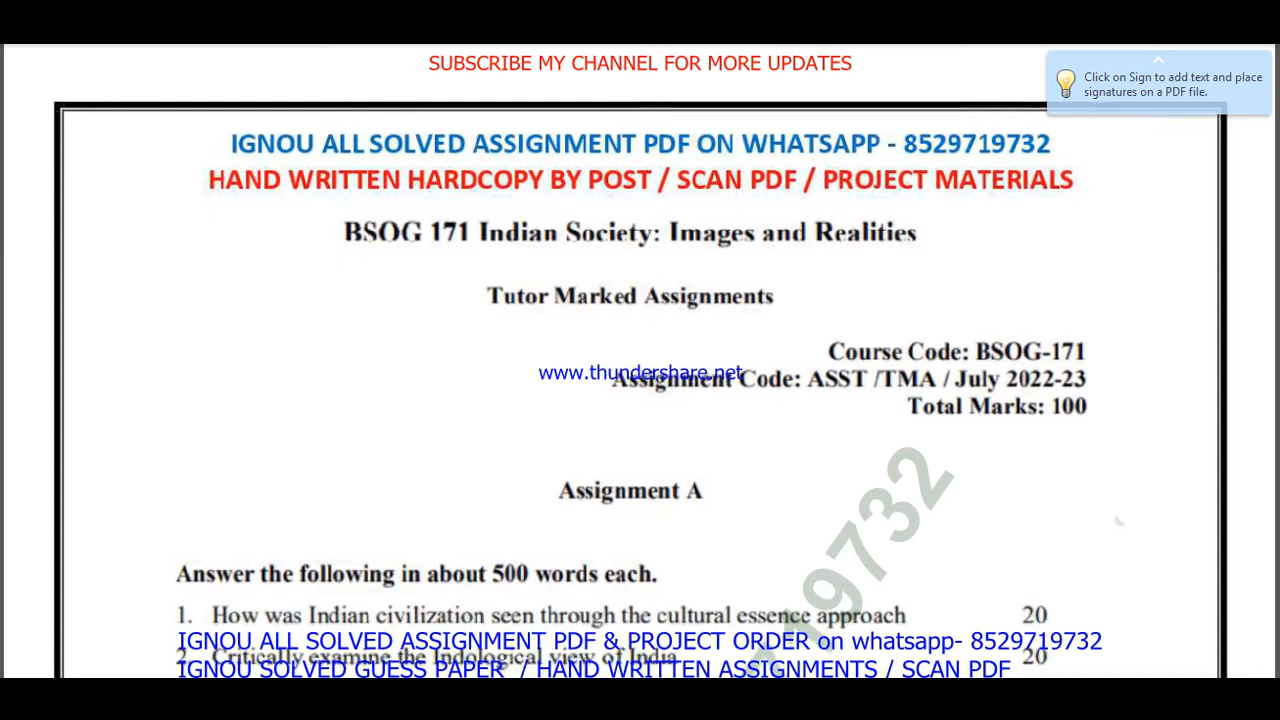 SUBSCRIBE MY CHANNEL FOR MORE UPDATES
Click on Sign to add text and place
signatures on a PDF file.
IGNOU ALL SOLVED ASSIGNMENT PDF ON WHATSAPP - 8529719732
HAND WRITTEN HARDCOPY BY POST / SCAN PDF / PROJECT MATERIALS
BSOG 171 Indian Society: Images and Realities
Tutor Marked Assignments
Course Code: BSOG-171
www.thundershare.net
Assignment Code: ASST /TMA / July 2022-23
Total Marks: 100
Assignment A
19732
Answer the following in about 500 words each.
1. How was Indian civilization seen through the cultural essence approach 20
IGNOU ALL SOLVED ASSIGNMENT PDF & PROJECT ORDER on whatsapp- 8529719732
2. Critically examine the Indological view of India 20
IGNOU SOLVED GUESS PAPER / HAND WRITTEN ASSIGNMENTS / SCAN PDF